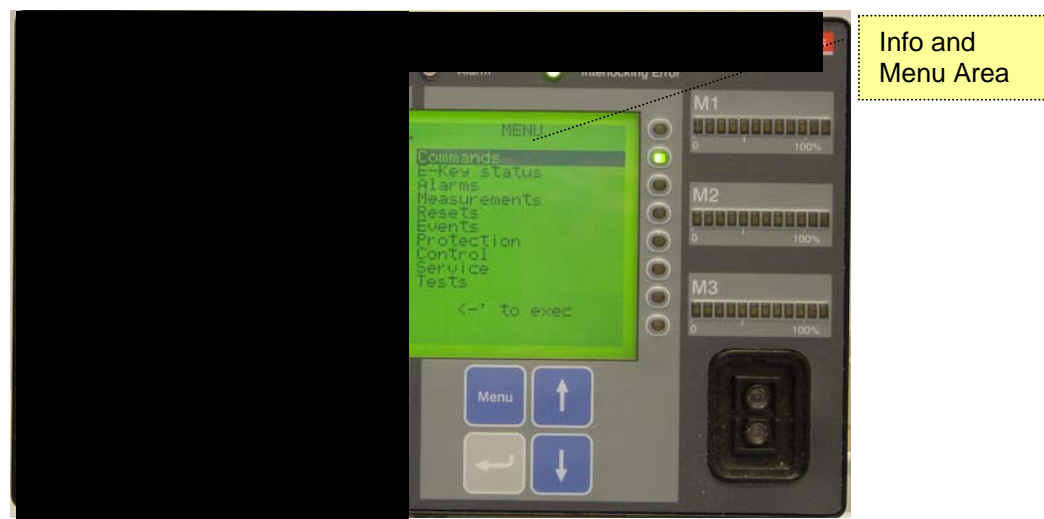 Info and
Menu Area
Alarm
Interlocking Error
MENU
Commands
E-Key status
Alarms
Measurements
Resets
Events
Protection
Control
Service
Tests
<-' to exec
Menu
M1
0 100%
M2
0 100%
M3
0 100%